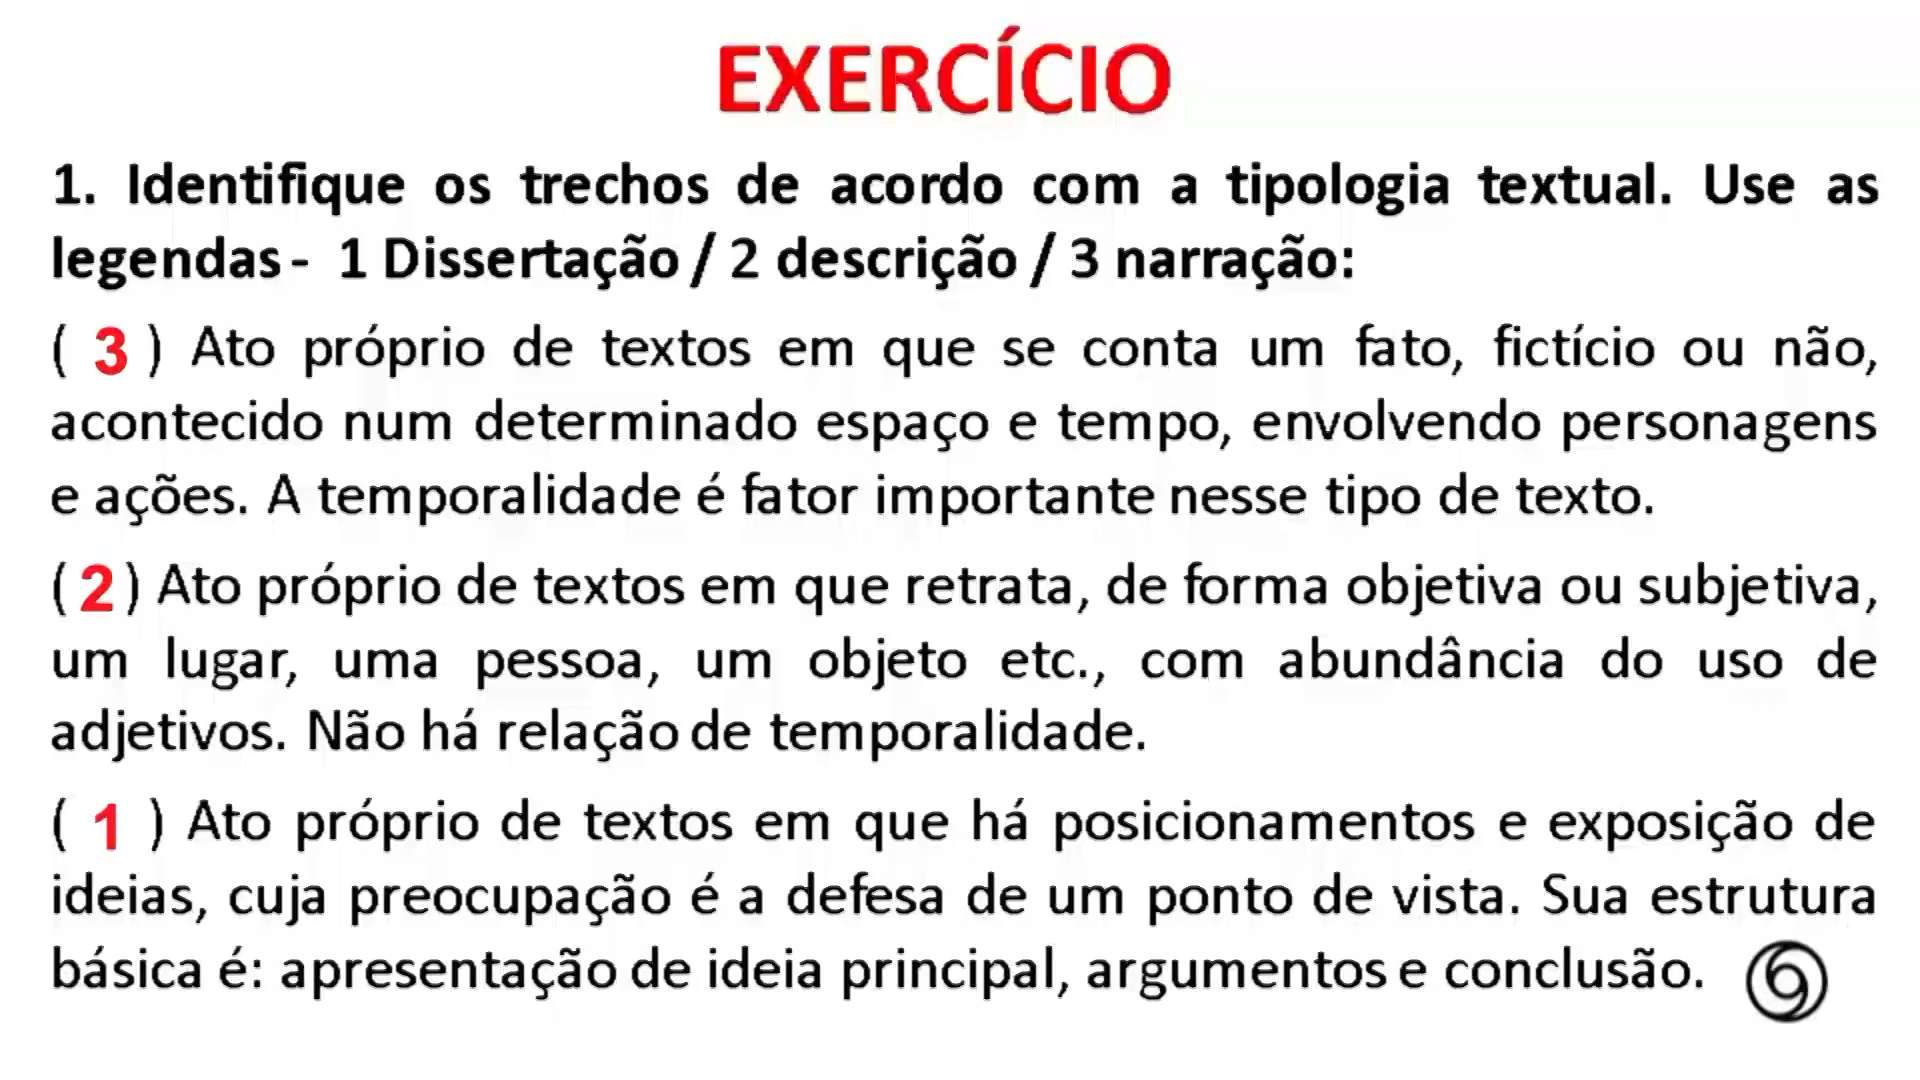 EXERCÍCIO
1. Identifique os trechos de acordo com a tipologia textual. Use as
legendas - 1 Dissertação / 2 descrição / 3 narração:
( 3 ) Ato próprio de textos em que se conta um fato, fictício ou não,
acontecido num determinado espaço e tempo, envolvendo personagens
e ações. A temporalidade é fator importante nesse tipo de texto.
( 2 ) Ato próprio de textos em que retrata, de forma objetiva ou subjetiva,
um lugar, uma pessoa, um objeto etc., com abundância do uso de
adjetivos. Não há relação de temporalidade.
( 1 ) Ato próprio de textos em que há posicionamentos e exposição de
ideias, cuja preocupação é a defesa de um ponto de vista. Sua estrutura
básica é: apresentação de ideia principal, argumentos e conclusão.